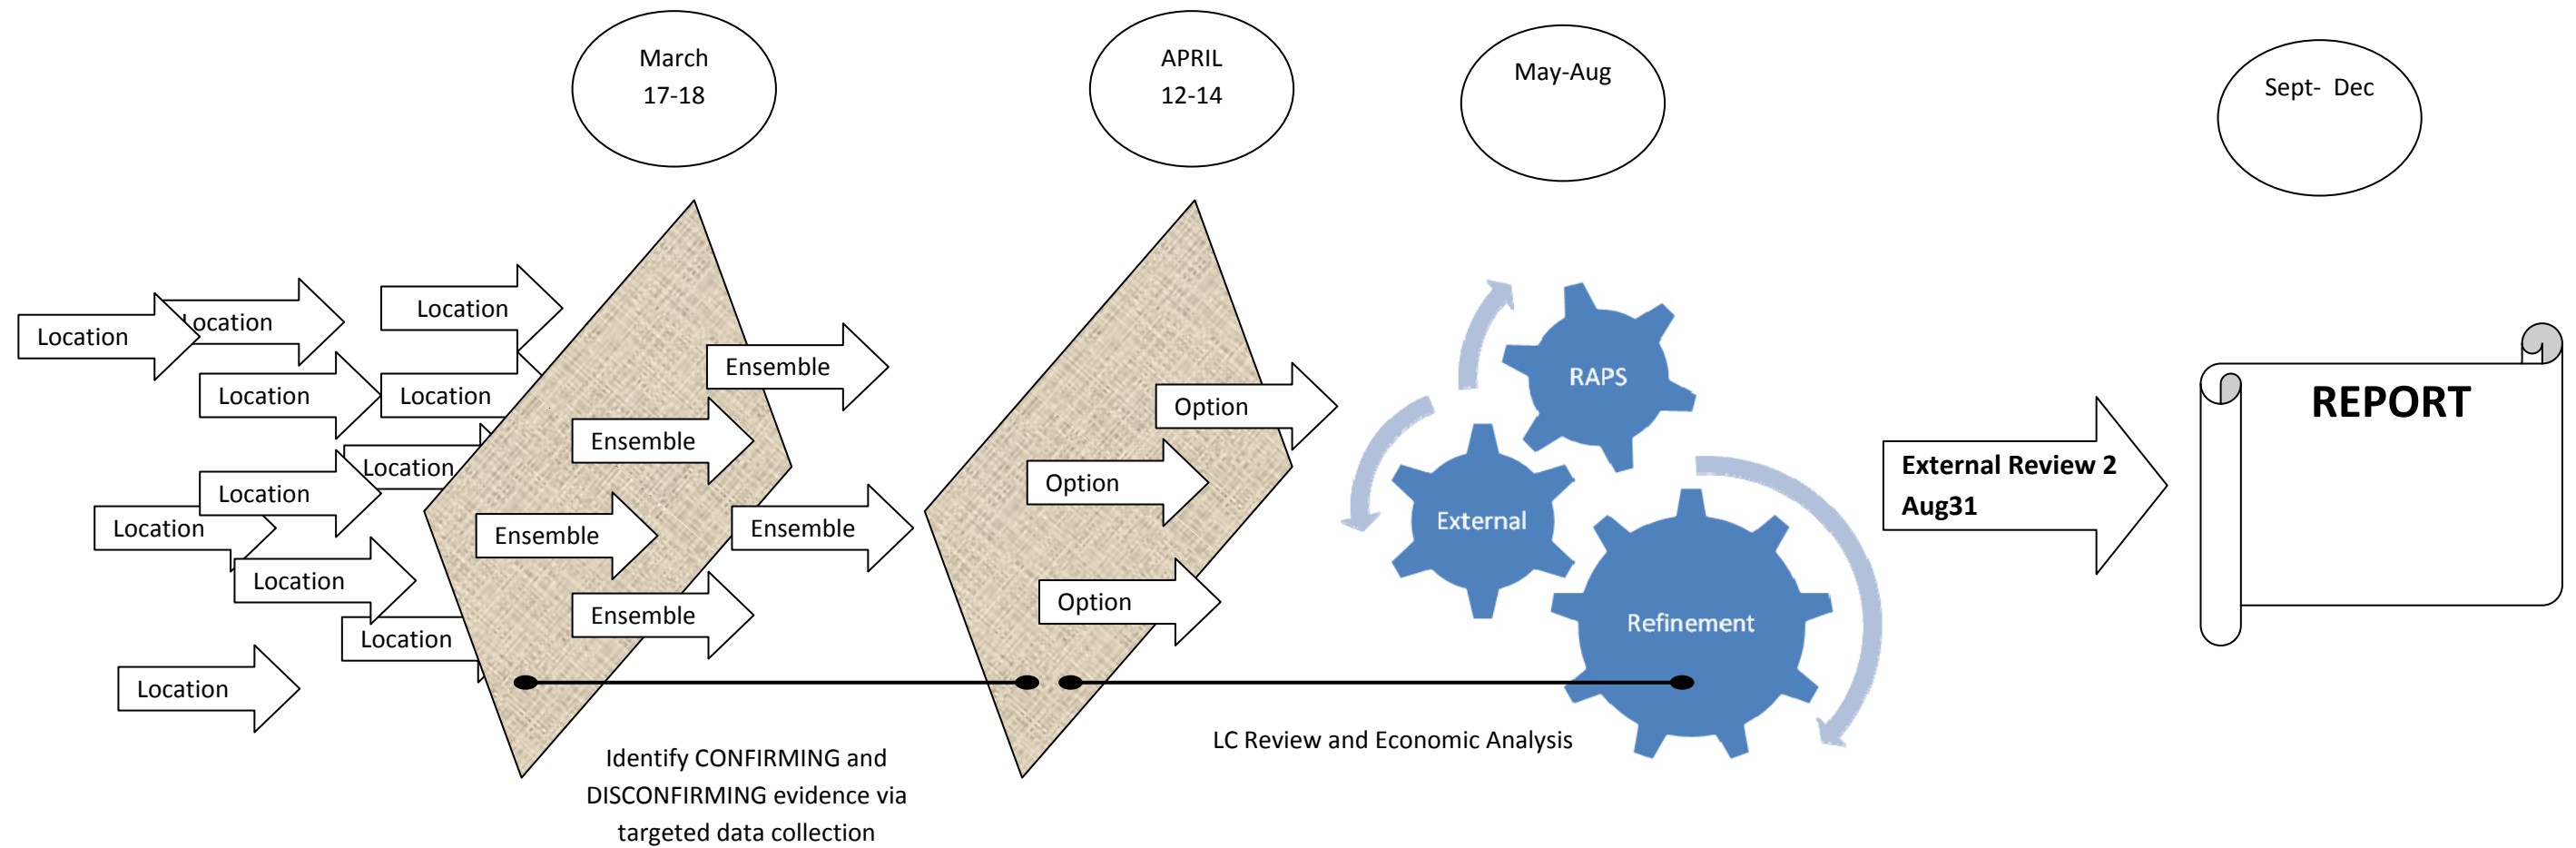 March
17-18
APRIL
12-14
May-Aug
Sept- Dec
Location
Location
Location
Location
Location
Location
Location
Location
Location
Location
Location
Ensemble
Ensemble
Ensemble
Ensemble
Ensemble
Option
Option
Option
RAPS
External
Refinement
External Review 2
Aug31
REPORT
Identify CONFIRMING and
DISCONFIRMING evidence via
targeted data collection
LC Review and Economic Analysis